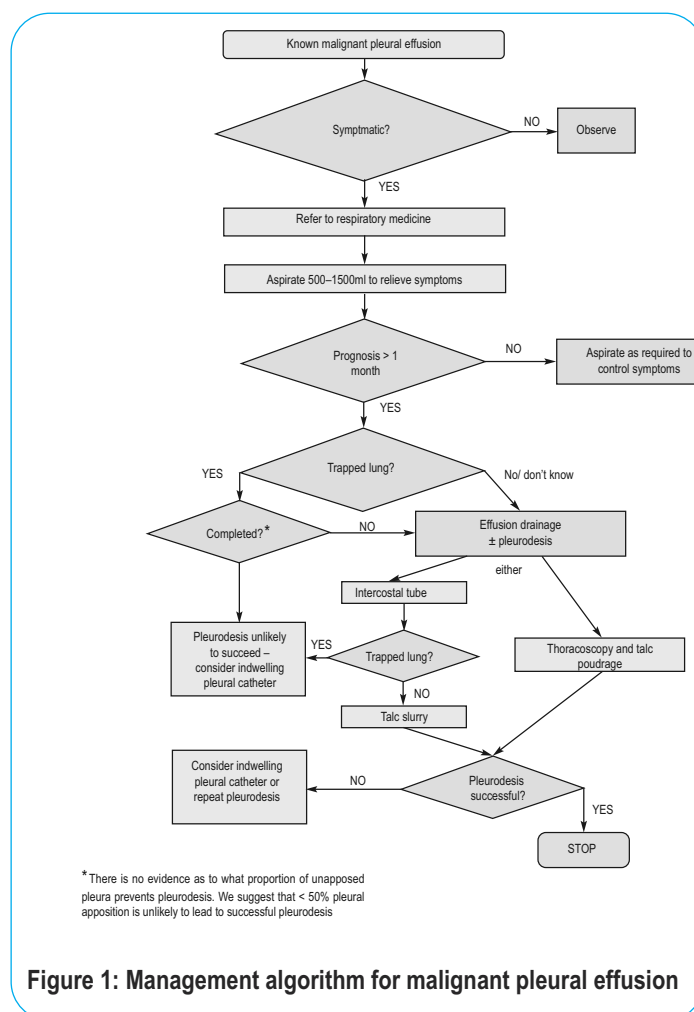 Known malignant pleural effusion
Symptmatic?
NO
Observe
YES
Refer to respiratory medicine
Aspirate 500–1500ml to relieve symptoms
Prognosis > 1
month
NO
Aspirate as required to
control symptoms
YES
Trapped lung?
YES
No/ don't know
Completed?*
NO
Effusion drainage
± pleurodesis
either
Intercostal tube
Pleurodesis unlikely
to succeed –
consider indwelling
pleural catheter
YES
Trapped lung?
Thoracoscopy and talc
poudrage
NO
Talc slurry
Consider indwelling
pleural catheter or
repeat pleurodesis
NO
Pleurodesis
successful?
YES
STOP
* There is no evidence as to what proportion of unapposed
pleura prevents pleurodesis. We suggest that < 50% pleural
apposition is unlikely to lead to successful pleurodesis
Figure 1: Management algorithm for malignant pleural effusion